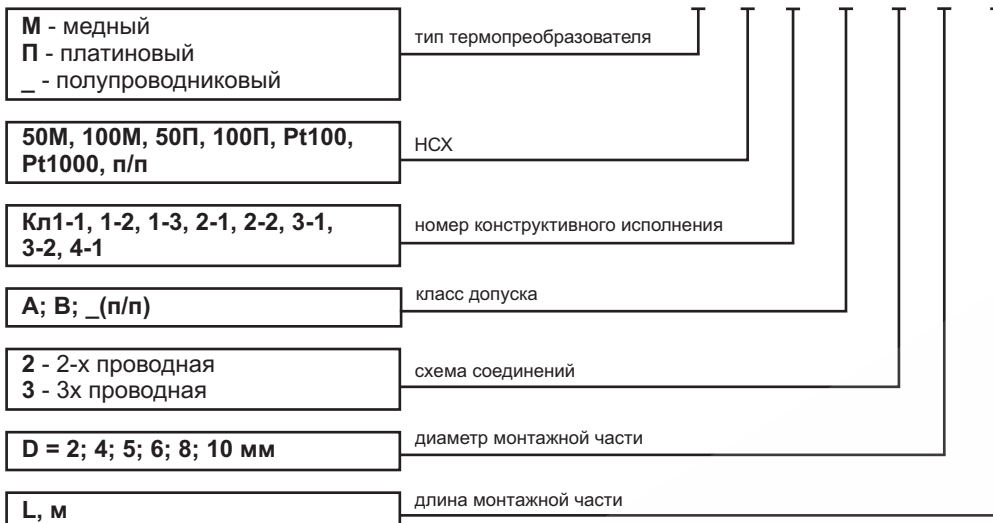 М - медный
П - платиновый
_ - полупроводниковый
тип термопреобразователя
50М, 100М, 50П, 100П, Pt100,
Pt1000, п/п
НСХ
Кл1-1, 1-2, 1-3, 2-1, 2-2, 3-1,
3-2, 4-1
номер конструктивного исполнения
А; В; _(п/п)
класс допуска
2 - 2-х проводная
3 - 3х проводная
схема соединений
D = 2; 4; 5; 6; 8; 10 мм
диаметр монтажной части
L, м
длина монтажной части